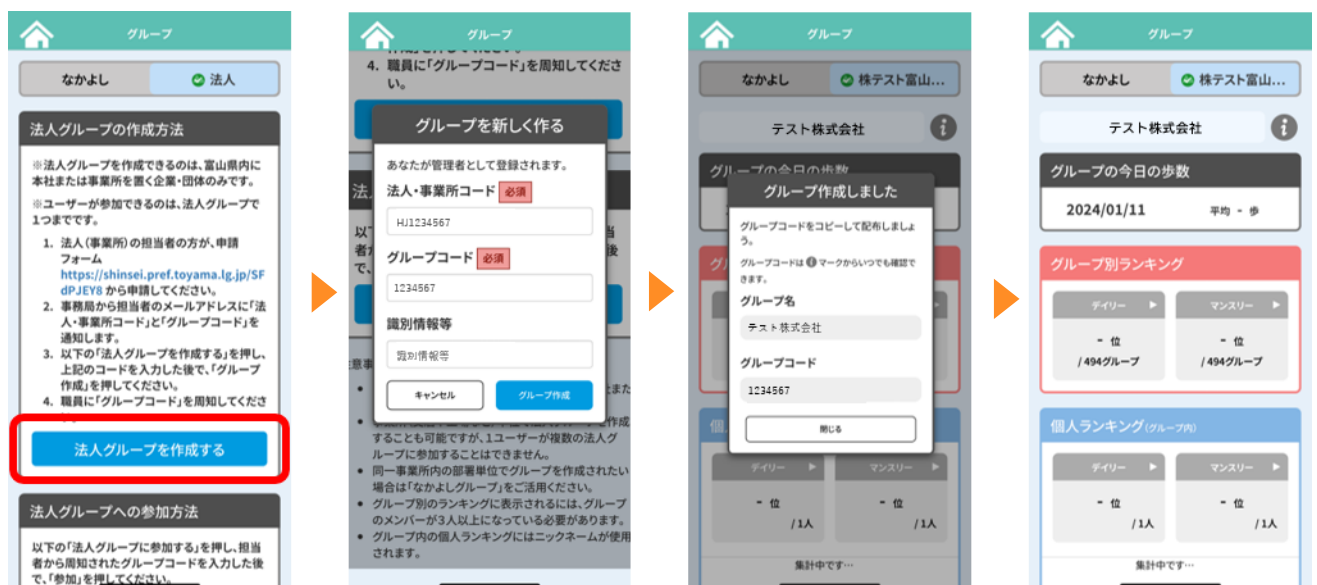 グループ
なかよし
法人
法人グループの作成方法
※法人グループを作成できるのは、富山県内に
本社または事業所を置く企業・団体のみです。
※ユーザーが参加できるのは、法人グループで
1つまでです。
1. 法人(事業所)の担当者の方が、申請
フォーム
https://shinsei.pref.toyama.lg.jp/SF
dPJEY8 から申請してください。
2. 事務局から担当者のメールアドレスに「法
人・事業所コード」と「グループコード」を
通知します。
3. 以下の「法人グループを作成する」を押し、
上記のコードを入力した後で、「グループ
作成」を押してください。
4. 職員に「グループコード」を周知してくださ
法人グループを作成する
法人グループへの参加方法
以下の「法人グループに参加する」を押し、担当
者から周知されたグループコードを入力した後
で、「参加」を押してください。
グループ
4. 職員に「グループコード」を周知してくださ
い。
グループを新しく作る
あなたが管理者として登録されます。
法人・事業所コード 必須
HJ1234567
グループコード 必須
1234567
識別情報等
識別情報等
キャンセル
グループ作成
することも可能ですが、1ユーザーが複数の法人グ
ループに参加することはできません。
• 同一事業所内の部署単位でグループを作成されたい
場合は「なかよしグループ」をご活用ください。
• グループ別のランキングに表示されるには、グループ
のメンバーが3人以上になっている必要があります。
• グループ内の個人ランキングにはニックネームが使用
されます。
グループ
なかよし
株テスト富山...
テスト株式会社
グループの今日の歩数
グループ作成しました
グループコードをコピーして配布しましょ
う。
グループコードは i マークからいつでも確認で
きます。
グループ名
テスト株式会社
グループコード
1234567
閉じる
デイリー
マンスリー
- 位
- 位
/1人
/1人
集計中です…
グループ
なかよし
株テスト富山...
テスト株式会社
グループの今日の歩数
2024/01/11
平均 - 歩
グループ別ランキング
デイリー
マンスリー
- 位
- 位
/494グループ
/494グループ
個人ランキング(グループ内)
デイリー
マンスリー
- 位
- 位
/1人
/1人
集計中です…